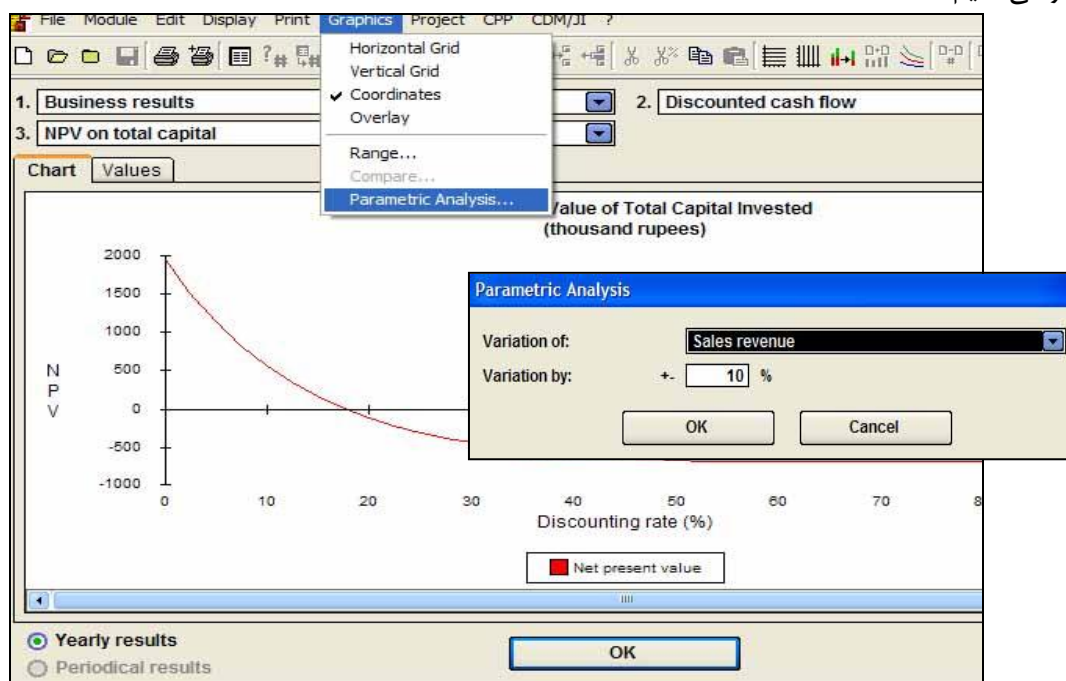 File Module Edit Display Print Graphics Project CPP CDM/JI ?
Horizontal Grid
Vertical Grid
Coordinates
Overlay
Range...
Compare...
Parametric Analysis...
1. Business results
2. Discounted cash flow
3. NPV on total capital
Chart Values
Value of Total Capital Invested
(thousand rupees)
2000
1500
1000
500
0
-500
-1000
NPV
0 10 20 30 40 50 60 70 8
Discounting rate (%)
Net present value
Parametric Analysis
Variation of: Sales revenue
Variation by: +- 10 %
OK Cancel
Yearly results
Periodical results
OK